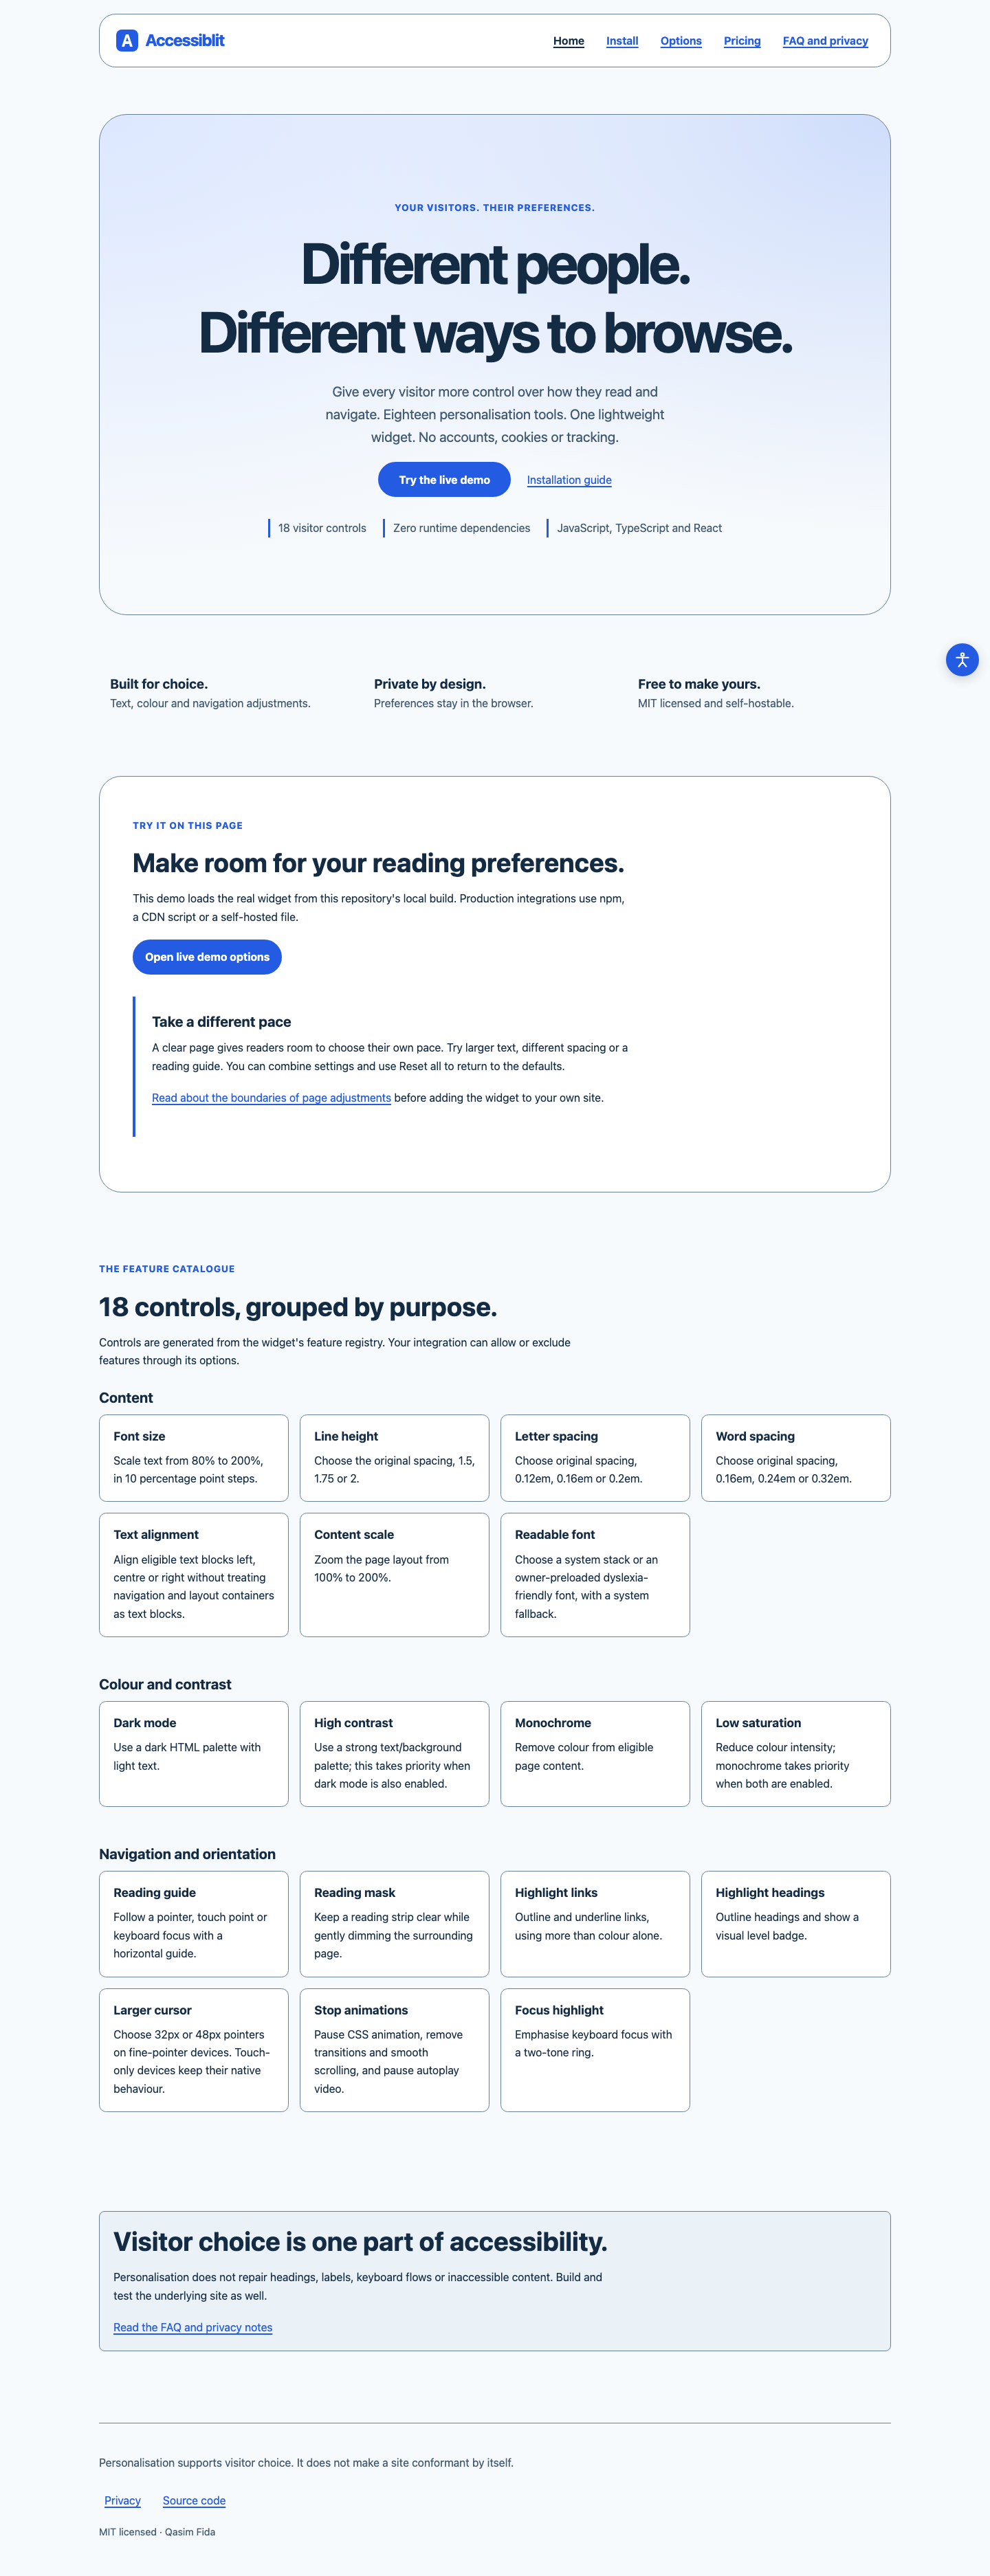 A Accessiblit
Home Install Options Pricing FAQ and privacy
YOUR VISITORS. THEIR PREFERENCES.
Different people.
Different ways to browse.
Give every visitor more control over how they read and
navigate. Eighteen personalisation tools. One lightweight
widget. No accounts, cookies or tracking.
Try the live demo Installation guide
18 visitor controls Zero runtime dependencies JavaScript, TypeScript and React
Built for choice.
Text, colour and navigation adjustments.
Private by design.
Preferences stay in the browser.
Free to make yours.
MIT licensed and self-hostable.
TRY IT ON THIS PAGE
Make room for your reading preferences.
This demo loads the real widget from this repository's local build. Production integrations use npm,
a CDN script or a self-hosted file.
Open live demo options
Take a different pace
A clear page gives readers room to choose their own pace. Try larger text, different spacing or a
reading guide. You can combine settings and use Reset all to return to the defaults.
Read about the boundaries of page adjustments before adding the widget to your own site.
THE FEATURE CATALOGUE
18 controls, grouped by purpose.
Controls are generated from the widget's feature registry. Your integration can allow or exclude
features through its options.
Content
Font size
Scale text from 80% to 200%,
in 10 percentage point steps.
Line height
Choose the original spacing, 1.5,
1.75 or 2.
Letter spacing
Choose original spacing,
0.12em, 0.16em or 0.2em.
Word spacing
Choose original spacing,
0.16em, 0.24em or 0.32em.
Text alignment
Align eligible text blocks left,
centre or right without treating
navigation and layout containers
as text blocks.
Content scale
Zoom the page layout from
100% to 200%.
Readable font
Choose a system stack or an
owner-preloaded dyslexia-
friendly font, with a system
fallback.
Colour and contrast
Dark mode
Use a dark HTML palette with
light text.
High contrast
Use a strong text/background
palette; this takes priority when
dark mode is also enabled.
Monochrome
Remove colour from eligible
page content.
Low saturation
Reduce colour intensity;
monochrome takes priority
when both are enabled.
Navigation and orientation
Reading guide
Follow a pointer, touch point or
keyboard focus with a
horizontal guide.
Reading mask
Keep a reading strip clear while
gently dimming the surrounding
page.
Highlight links
Outline and underline links,
using more than colour alone.
Highlight headings
Outline headings and show a
visual level badge.
Larger cursor
Choose 32px or 48px pointers
on fine-pointer devices. Touch-
only devices keep their native
behaviour.
Stop animations
Pause CSS animation, remove
transitions and smooth
scrolling, and pause autoplay
video.
Focus highlight
Emphasise keyboard focus with
a two-tone ring.
Visitor choice is one part of accessibility.
Personalisation does not repair headings, labels, keyboard flows or inaccessible content. Build and
test the underlying site as well.
Read the FAQ and privacy notes
Personalisation supports visitor choice. It does not make a site conformant by itself.
Privacy Source code
MIT licensed · Qasim Fida